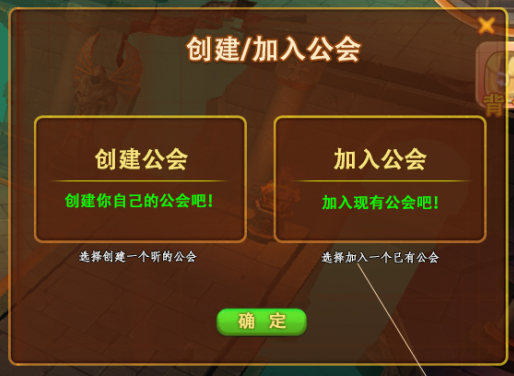 创建/加入公会
背
创建公会
加入公会
创建你自己的公会吧!
加入现有公会吧!
选择创建一个听的公会
选择加入一个已有公会
确 定